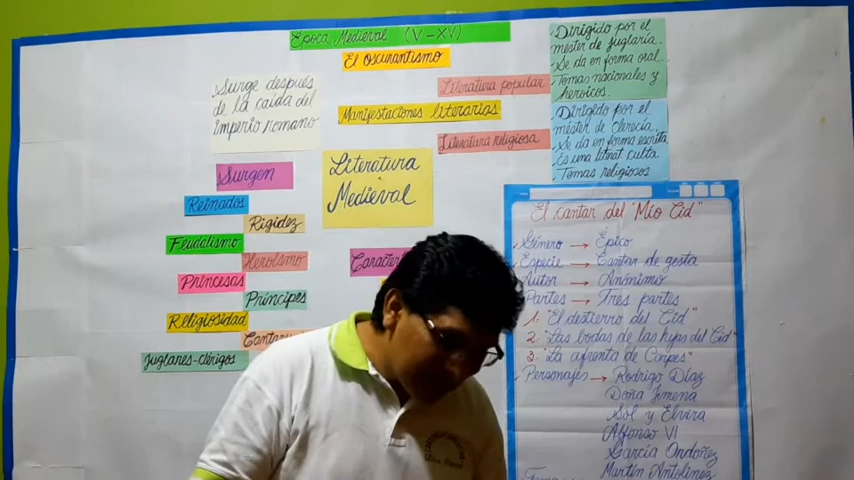 Época Medieval (V-XV)
El Oscurantismo
Surge después
de la caída del
imperio romano
Literatura popular
Manifestaciones literarias
Literatura religiosa
Dirigido por el
méster de juglaría.
Se da en forma oral.
Temas nacionales y
heroicos.
Dirigido por el
méster de clerecía.
Se da en forma escrita
Es una literat culta
Temas religiosos
Literatura
Medieval
Surgen
Reinados
Rigidez
Feudalismo
Heroísmo
Princesas
Príncipes
Religiosidad
Juglares-clérigos
El cantar del "Mío Cid"
Género → Épico
Especie → Cantar de gesta
Autor → Anónimo
Partes → Tres partes
1. "El destierro del Cid"
2. "Las bodas de las hijas del Cid"
3. "La afrenta de Corpes"
Personajes → Rodrigo Díaz
Doña Jimena
Sol y Elvira
Alfonso VI
García Ordóñez
Martín Antolínez